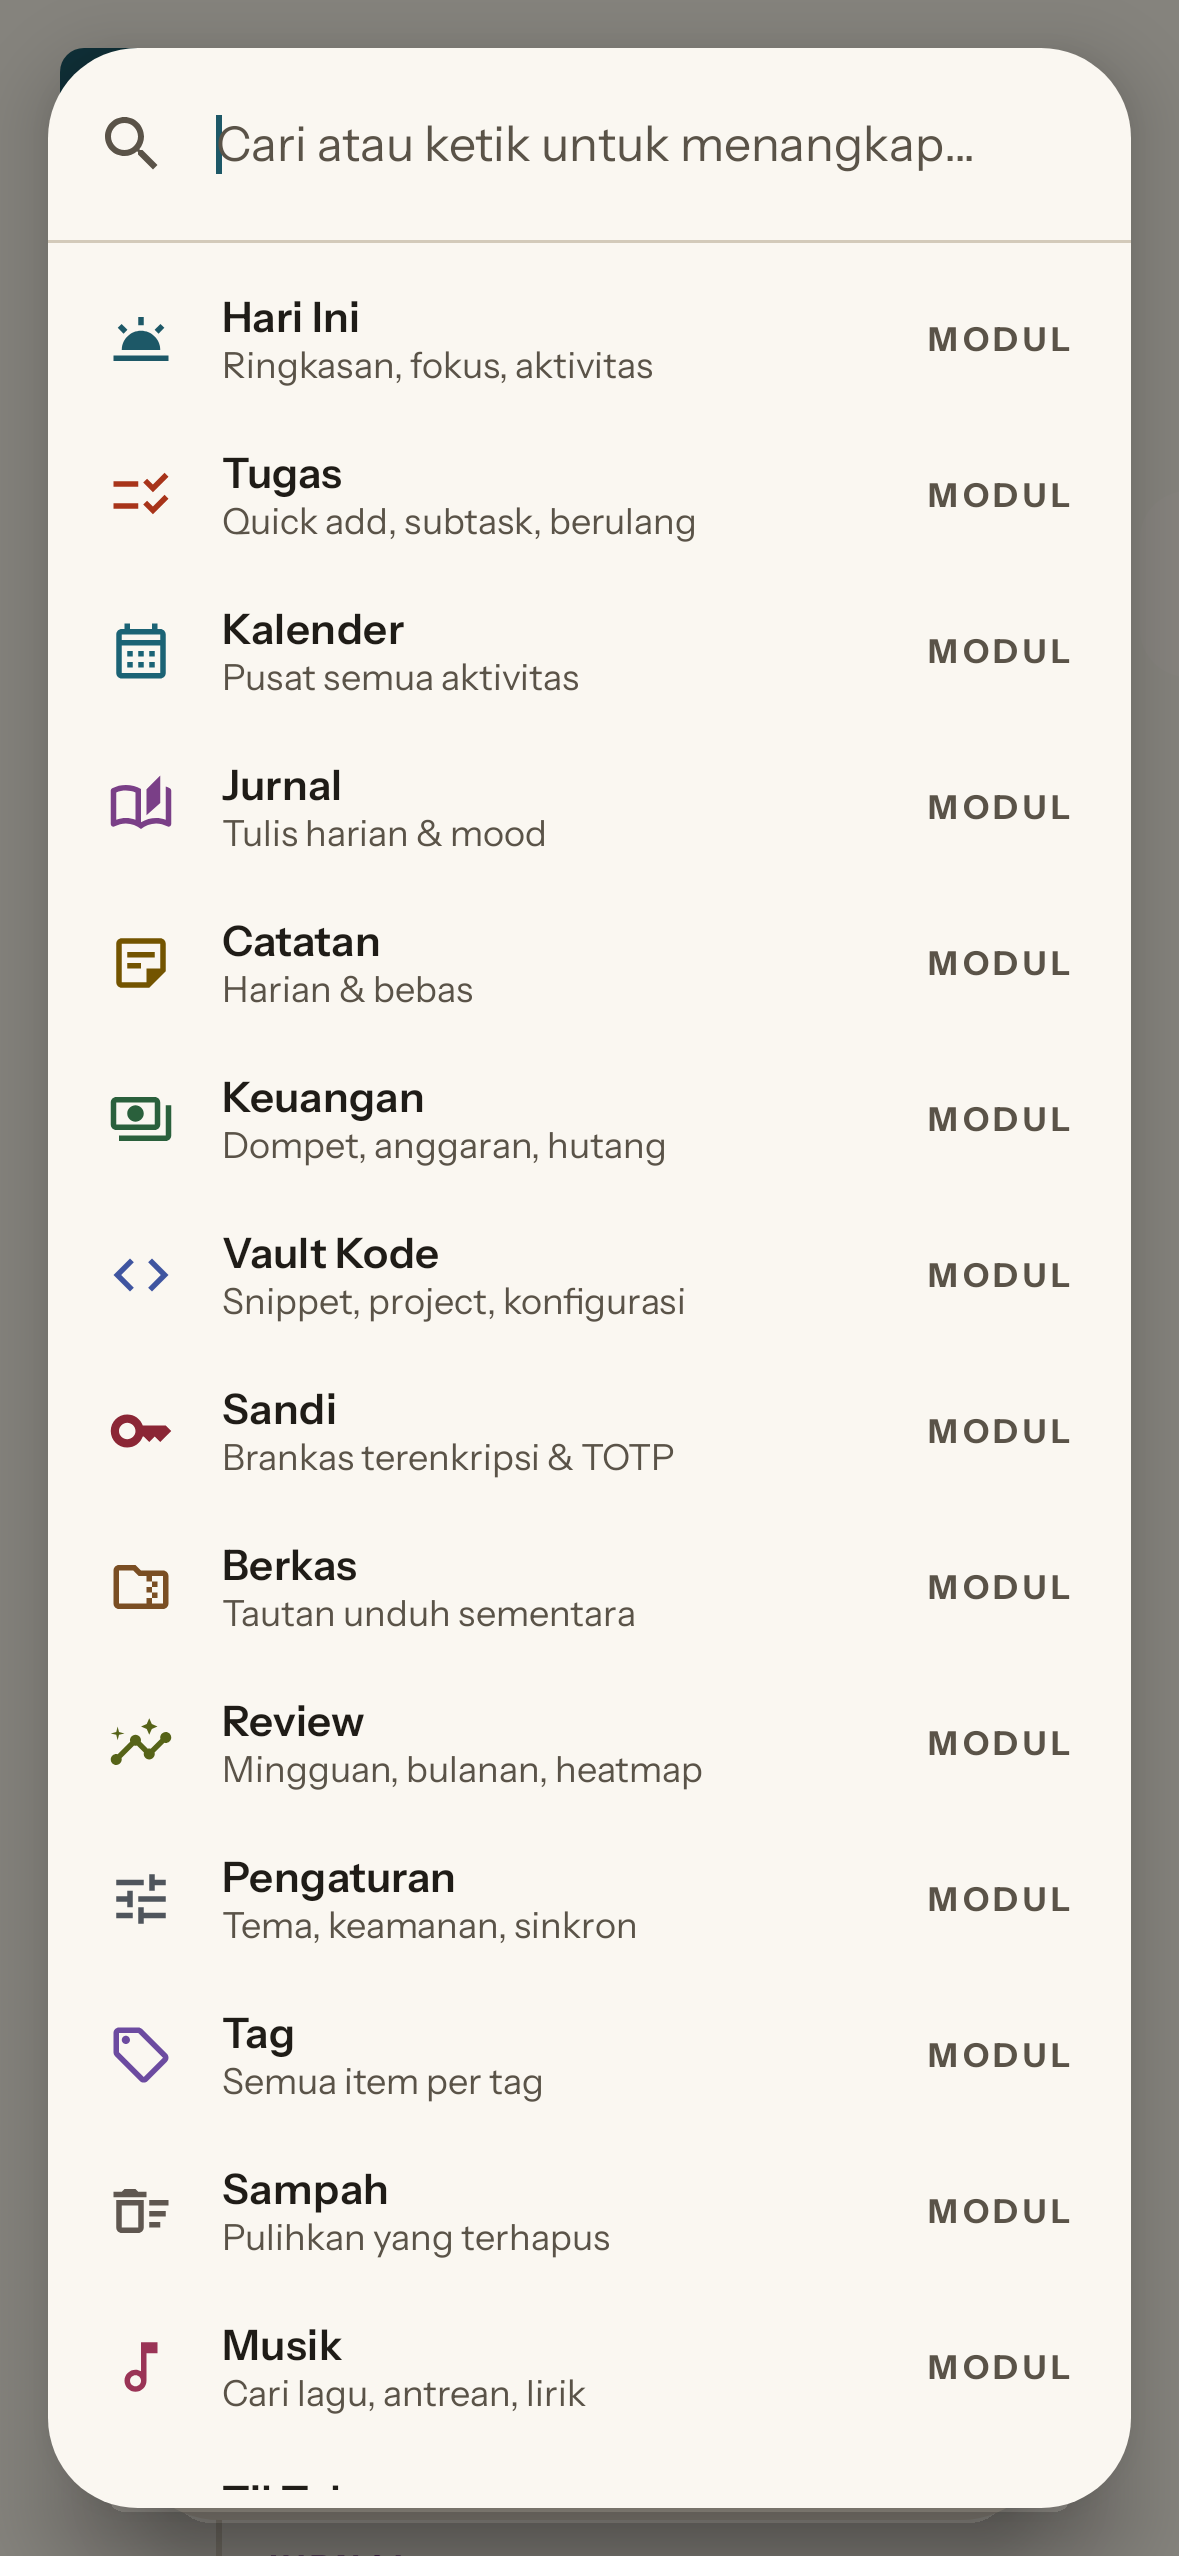 Cari atau ketik untuk menangkap...
Hari Ini
Ringkasan, fokus, aktivitas
MODUL
Tugas
Quick add, subtask, berulang
MODUL
Kalender
Pusat semua aktivitas
MODUL
Jurnal
Tulis harian & mood
MODUL
Catatan
Harian & bebas
MODUL
Keuangan
Dompet, anggaran, hutang
MODUL
Vault Kode
Snippet, project, konfigurasi
MODUL
Sandi
Brankas terenkripsi & TOTP
MODUL
Berkas
Tautan unduh sementara
MODUL
Review
Mingguan, bulanan, heatmap
MODUL
Pengaturan
Tema, keamanan, sinkron
MODUL
Tag
Semua item per tag
MODUL
Sampah
Pulihkan yang terhapus
MODUL
Musik
Cari lagu, antrean, lirik
MODUL